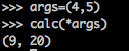 >>> args=(4,5)
>>> calc(*args)
(9, 20)